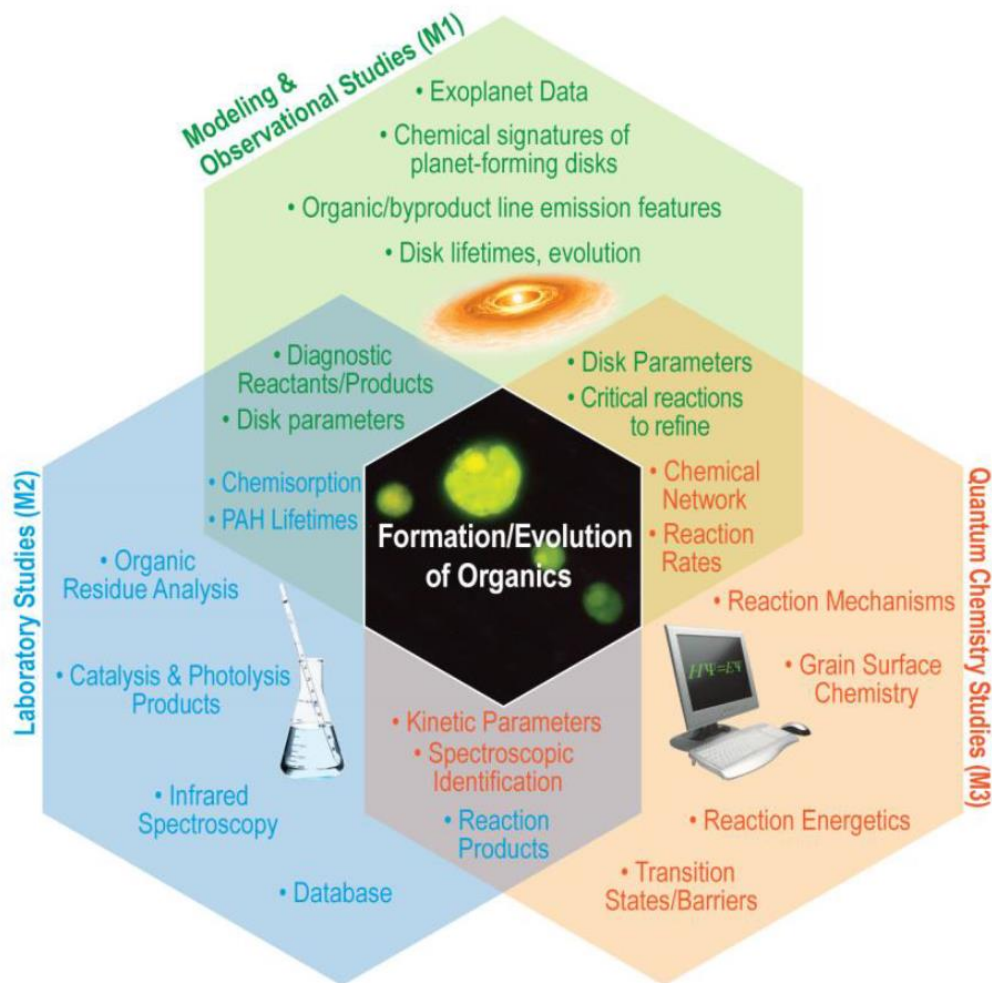 Modeling &
Observational Studies (M1)
• Exoplanet Data
• Chemical signatures of
planet-forming disks
• Organic/byproduct line emission features
• Disk lifetimes, evolution
• Diagnostic
Reactants/Products
• Disk parameters
• Disk Parameters
• Critical reactions
to refine
• Chemisorption
• PAH Lifetimes
• Chemical
Network
• Reaction
Rates
Formation/Evolution
of Organics
Laboratory Studies (M2)
• Organic
Residue Analysis
• Catalysis & Photolysis
Products
• Infrared
Spectroscopy
• Database
• Kinetic Parameters
• Spectroscopic
Identification
• Reaction
Products
Quantum Chemistry Studies (M3)
• Reaction Mechanisms
HΨ=EΨ
• Grain Surface
Chemistry
• Reaction Energetics
• Transition
States/Barriers